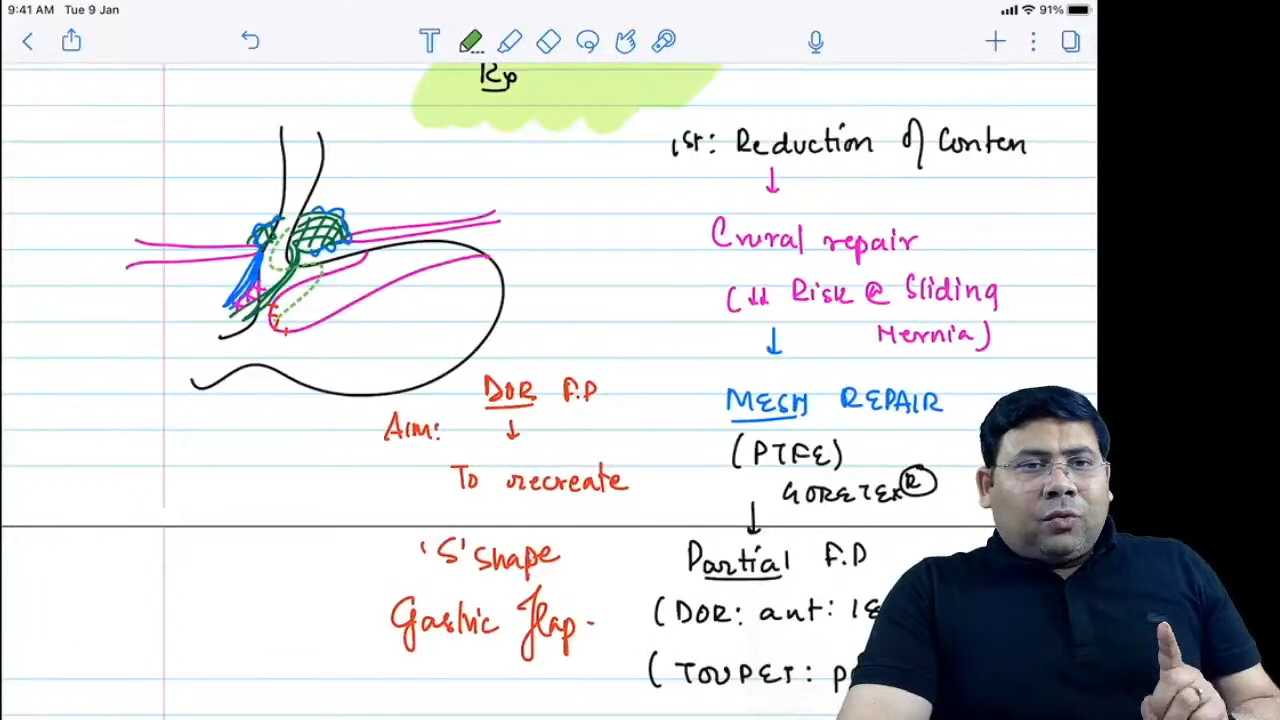 9:41 AM Tue 9 Jan
91%
Rp
1st: Reduction of Conten
↓
Crural repair
(↓↓ Risk @ Sliding
Hernia)
↓
MESH REPAIR
(PTFE)
GORETEX R
↓
Partial F.P
(DOR: ant: 18
(TOUPET: p
DOR F.P
Aim: ↓
To recreate
'S' shape
Gastric flap.